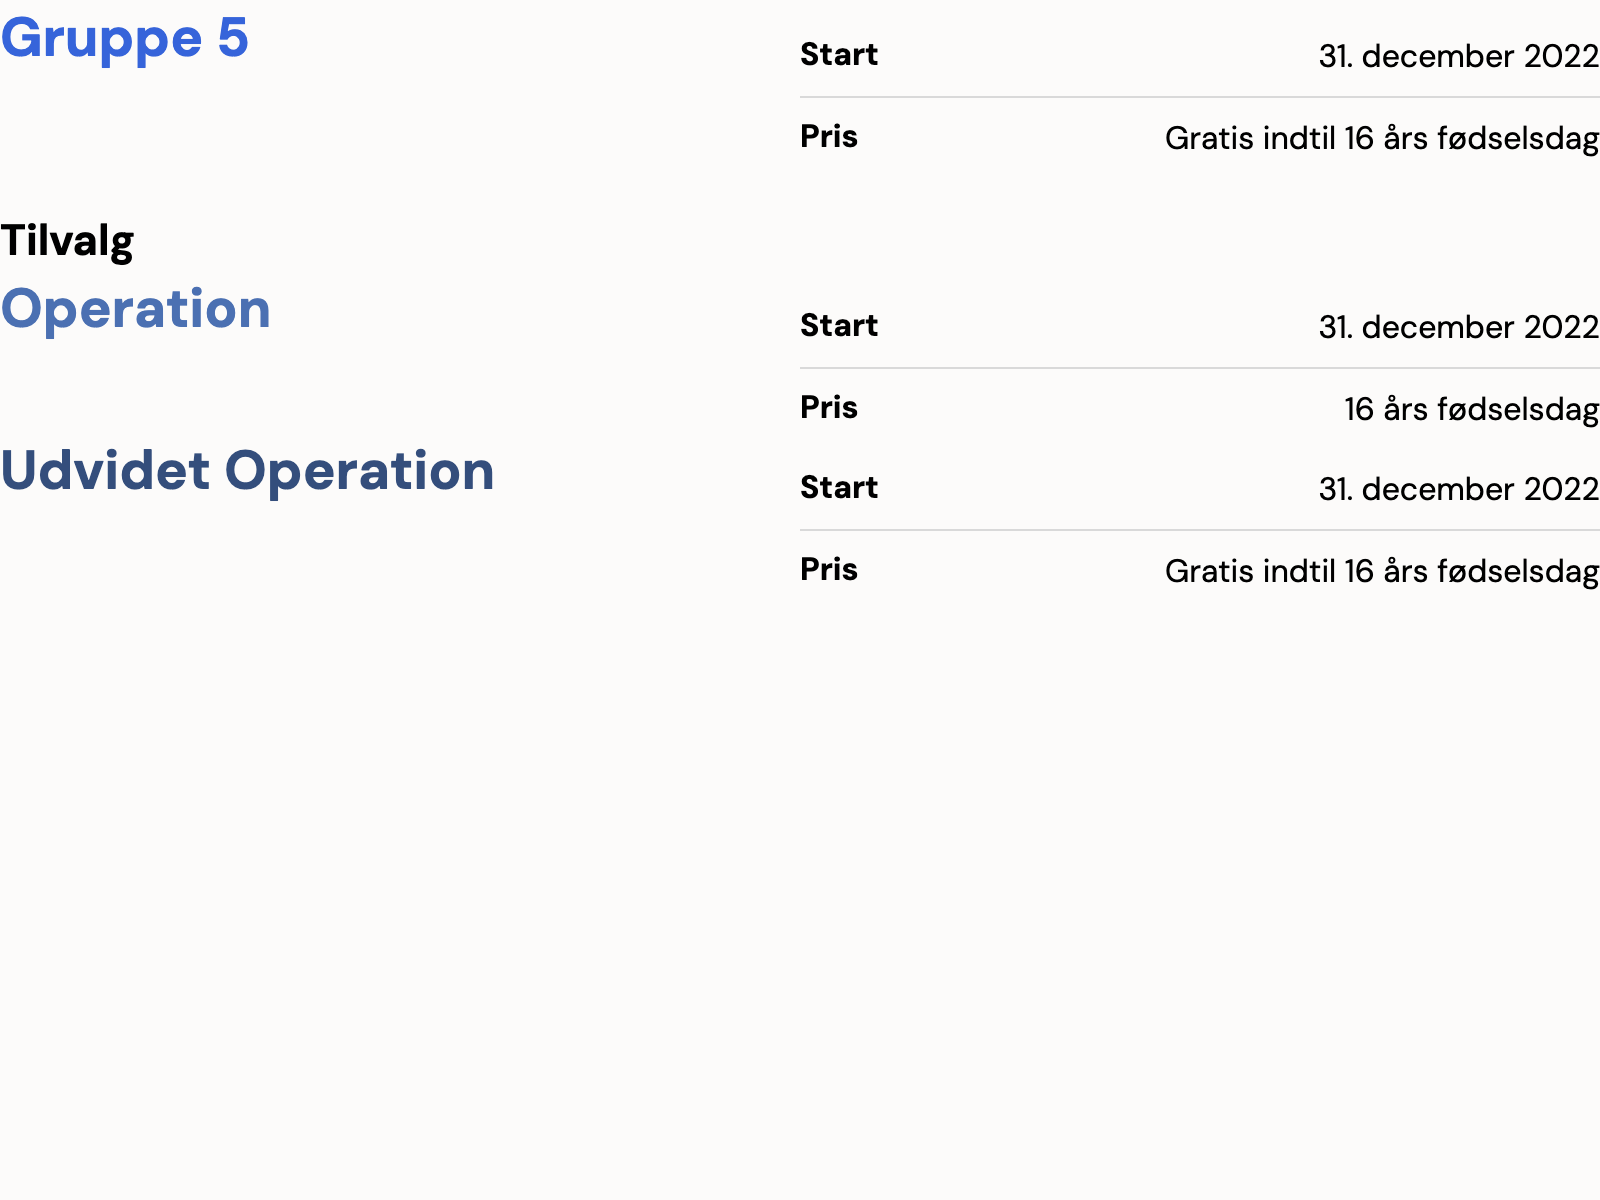 Gruppe 5
Start 31. december 2022
Pris Gratis indtil 16 års fødselsdag
Tilvalg
Operation
Start 31. december 2022
Pris 16 års fødselsdag
Udvidet Operation
Start 31. december 2022
Pris Gratis indtil 16 års fødselsdag